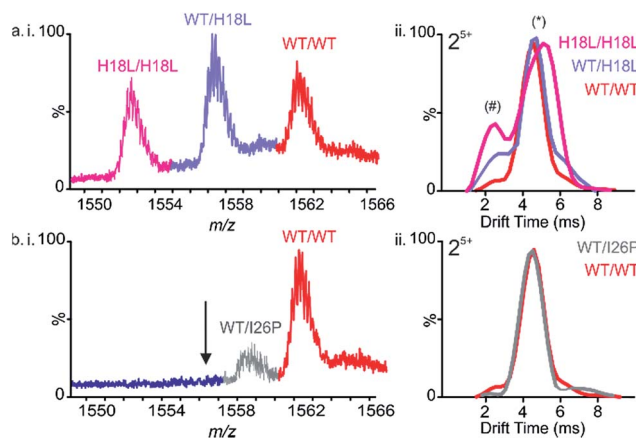 a. i. 100
H18L/H18L
WT/H18L
WT/WT
%
0
1550 1554 1558 1562 1566
m/z
ii. 100
2⁵⁺
(*)
(#)
H18L/H18L
WT/H18L
WT/WT
%
0
2 4 6 8
Drift Time (ms)
b. i. 100
WT/WT
WT/I26P
%
0
1550 1554 1558 1562 1566
m/z
ii. 100
2⁵⁺
WT/I26P
WT/WT
%
0
2 4 6 8
Drift Time (ms)